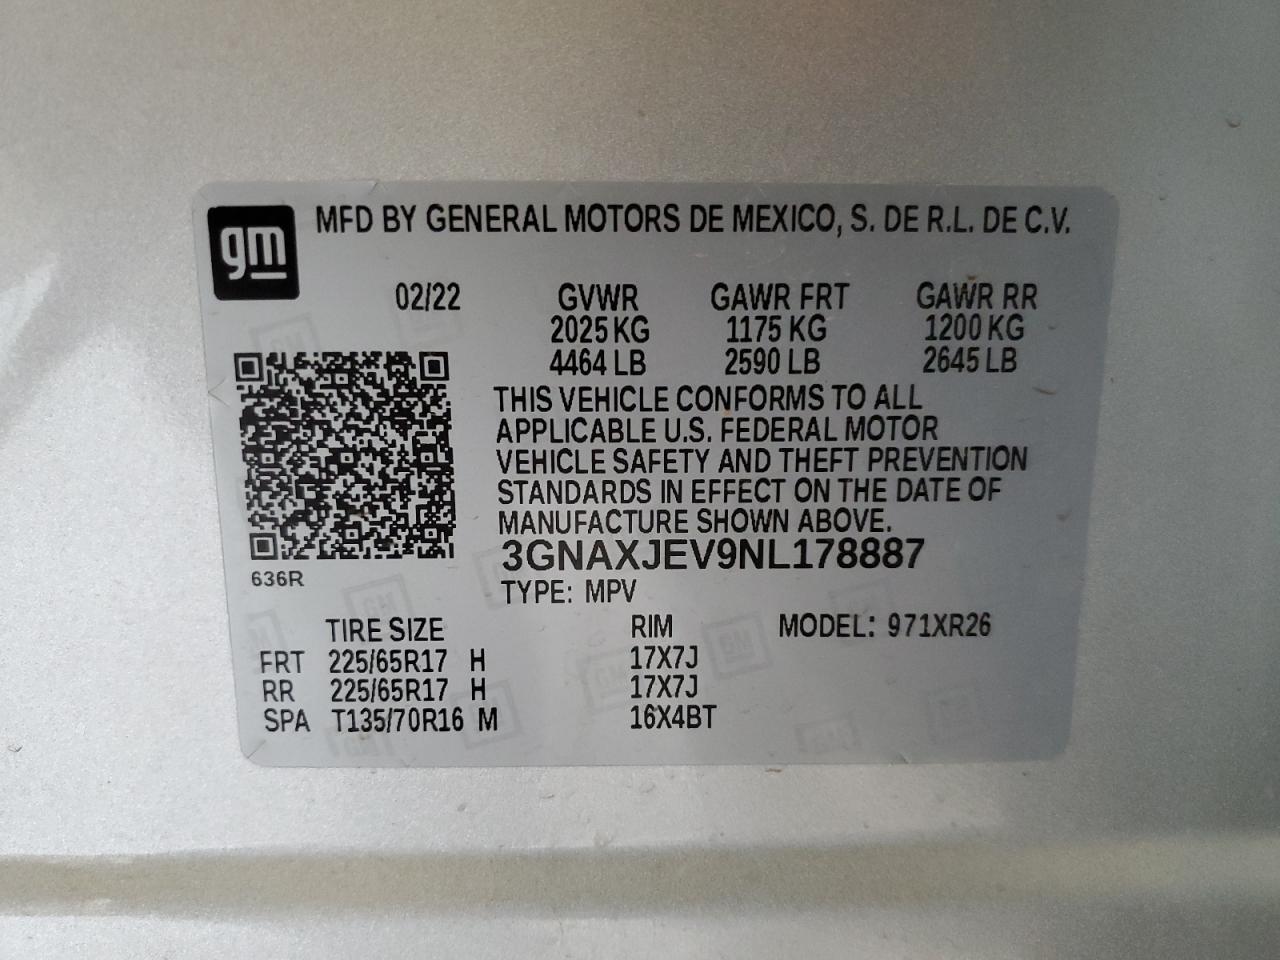 gm
MFD BY GENERAL MOTORS DE MEXICO, S. DE R.L. DE C.V.
02/22 GVWR GAWR FRT GAWR RR
2025 KG 1175 KG 1200 KG
4464 LB 2590 LB 2645 LB
THIS VEHICLE CONFORMS TO ALL
APPLICABLE U.S. FEDERAL MOTOR
VEHICLE SAFETY AND THEFT PREVENTION
STANDARDS IN EFFECT ON THE DATE OF
MANUFACTURE SHOWN ABOVE.
3GNAXJEV9NL178887
636R
TYPE: MPV
TIRE SIZE RIM MODEL: 971XR26
FRT 225/65R17 H 17X7J
RR 225/65R17 H 17X7J
SPA T135/70R16 M 16X4BT